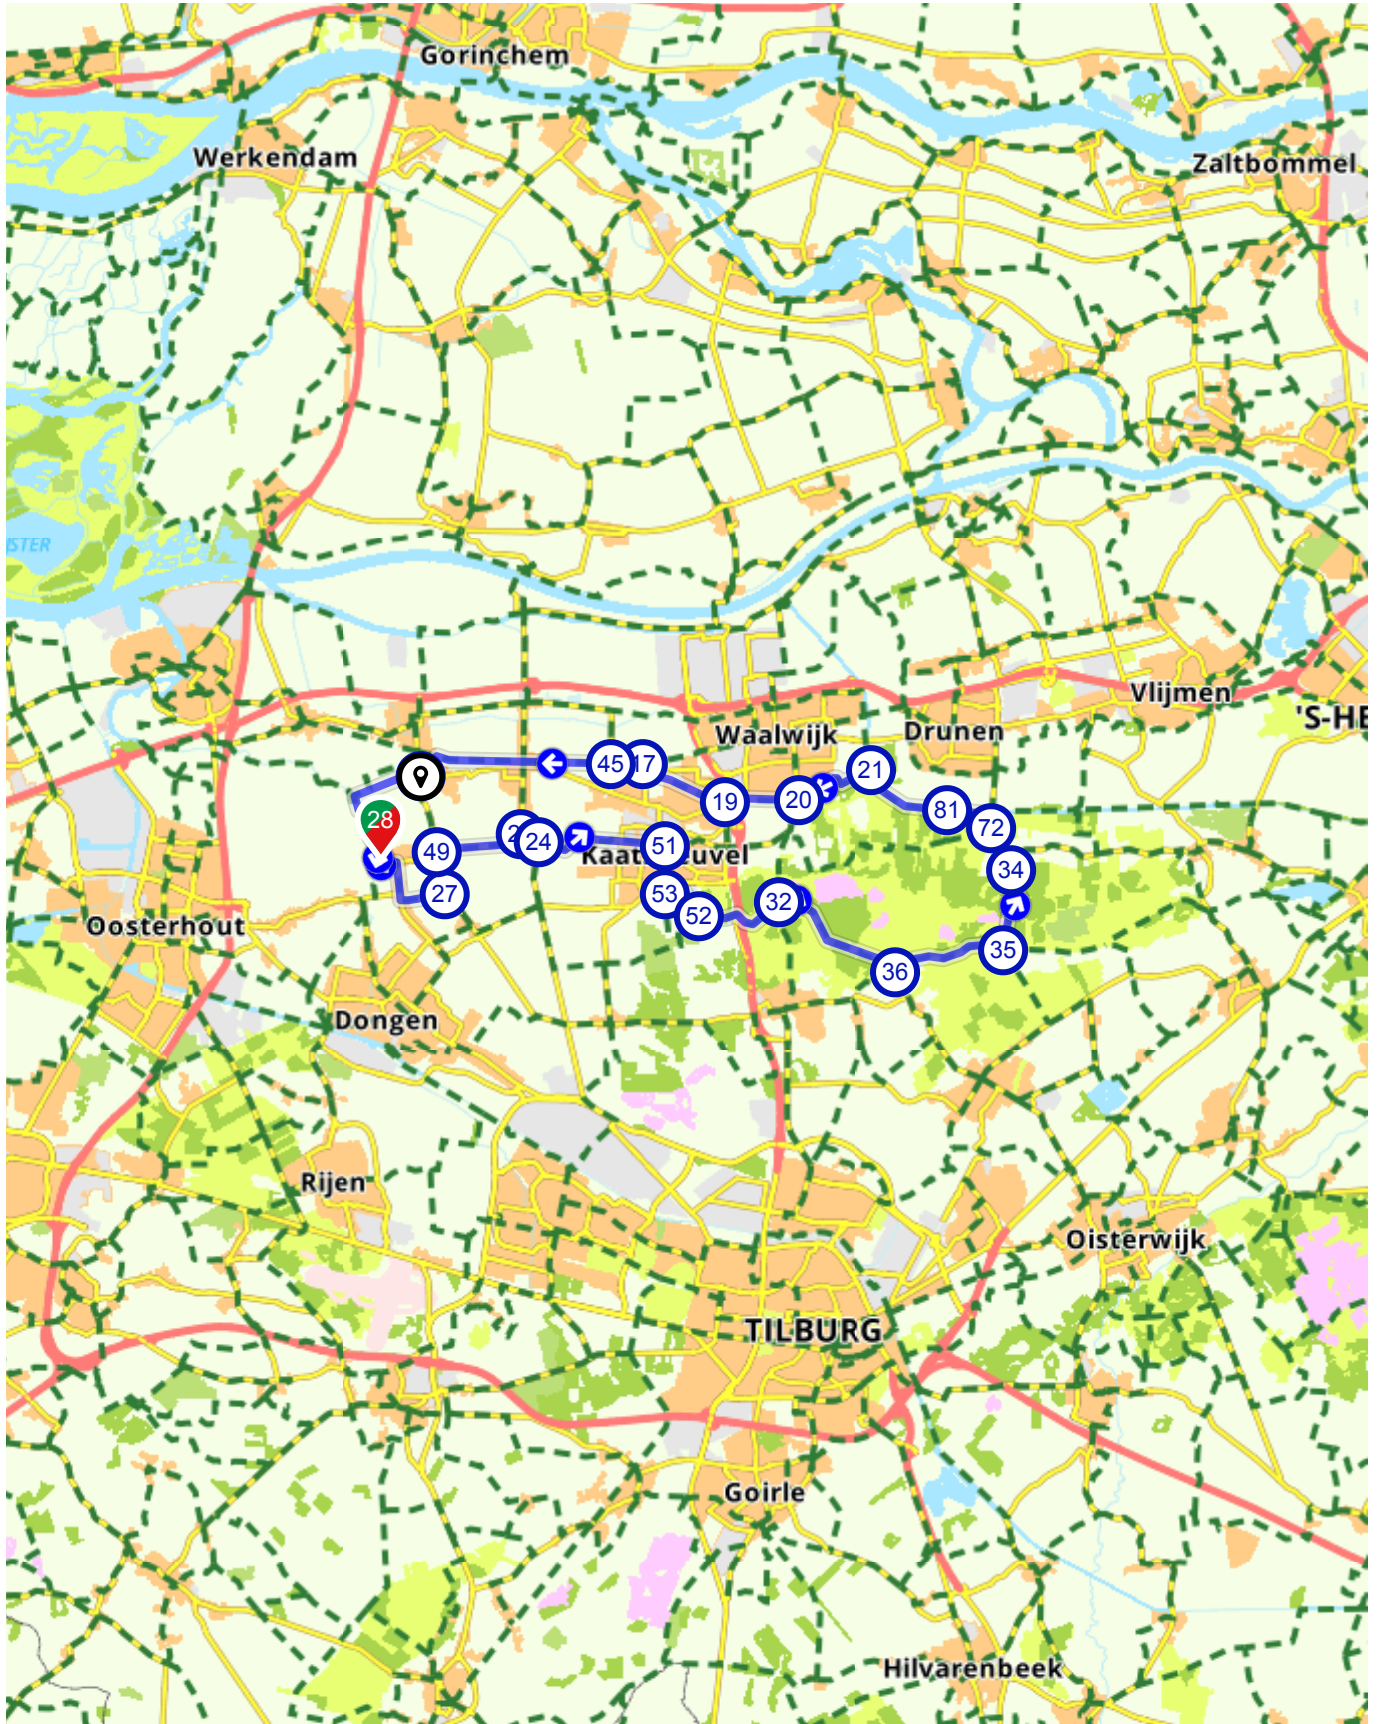 Gorinchem
Werkendam
Zaltbommel
Vlijmen
'S-HE
Waalwijk
Drunen
45
17
21
19
20
81
28
72
49
24
51
34
27
53
32
52
35
36
Oosterhout
Dongen
Rijen
Oisterwijk
TILBURG
Goirle
Hilvarenbeek